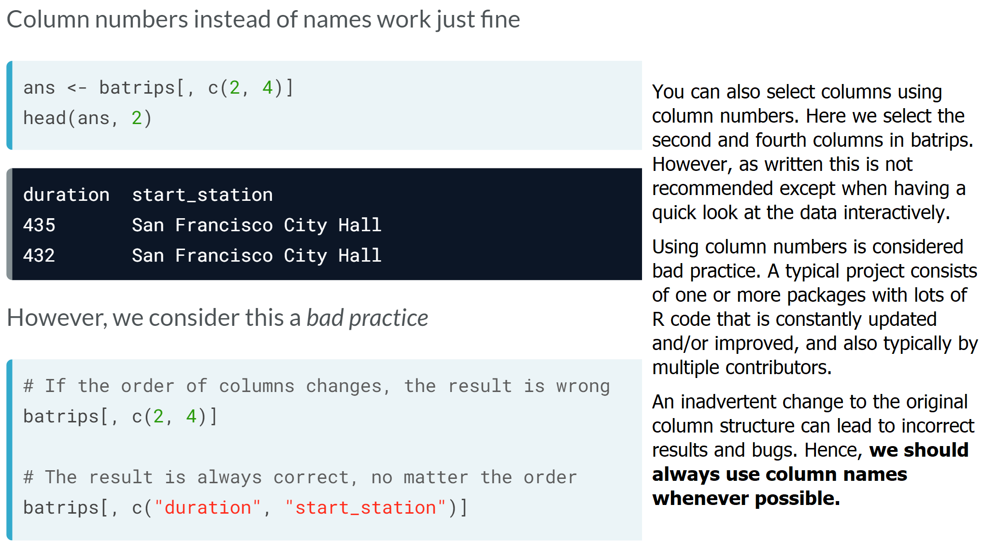 Column numbers instead of names work just fine
ans <- batrips[, c(2, 4)]
head(ans, 2)
duration  start_station
435       San Francisco City Hall
432       San Francisco City Hall
However, we consider this a bad practice
# If the order of columns changes, the result is wrong
batrips[, c(2, 4)]
# The result is always correct, no matter the order
batrips[, c("duration", "start_station")]
You can also select columns using
column numbers. Here we select the
second and fourth columns in batrips.
However, as written this is not
recommended except when having a
quick look at the data interactively.
Using column numbers is considered
bad practice. A typical project consists
of one or more packages with lots of
R code that is constantly updated
and/or improved, and also typically by
multiple contributors.
An inadvertent change to the original
column structure can lead to incorrect
results and bugs. Hence, we should
always use column names
whenever possible.